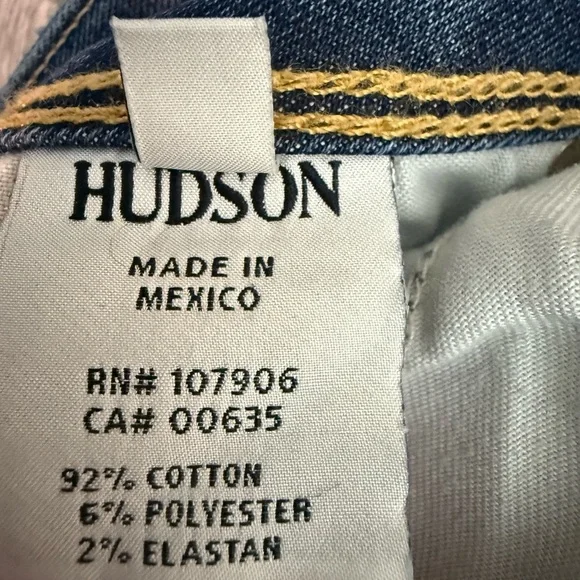 HUDSON
MADE IN
MEXICO
RN# 107906
CA# 00635
92% COTTON
6% POLYESTER
2% ELASTAN